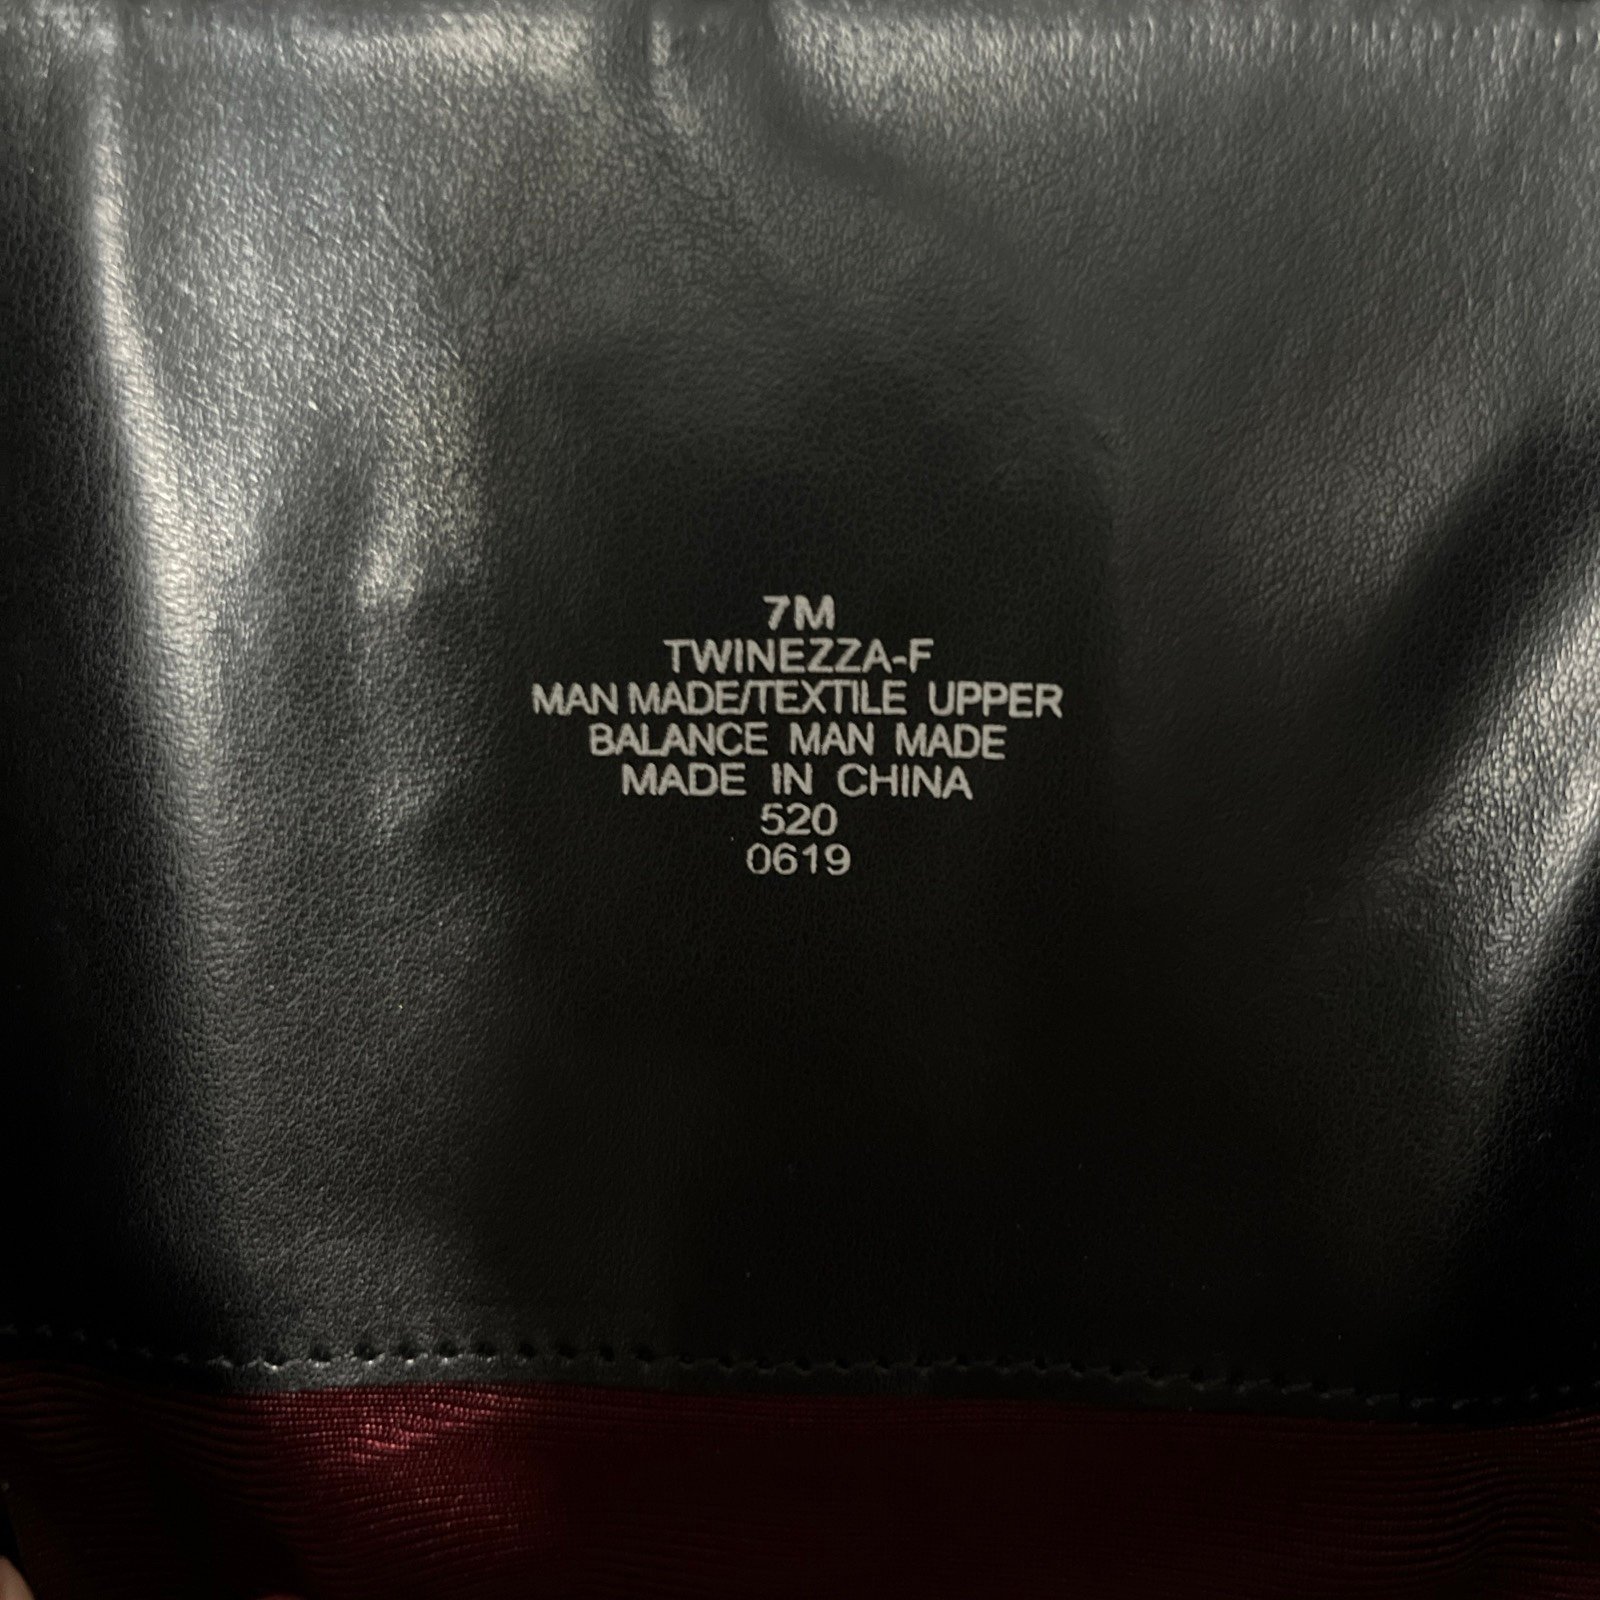 7M
TWINEZZA-F
MAN MADE/TEXTILE UPPER
BALANCE MAN MADE
MADE IN CHINA
520
0619